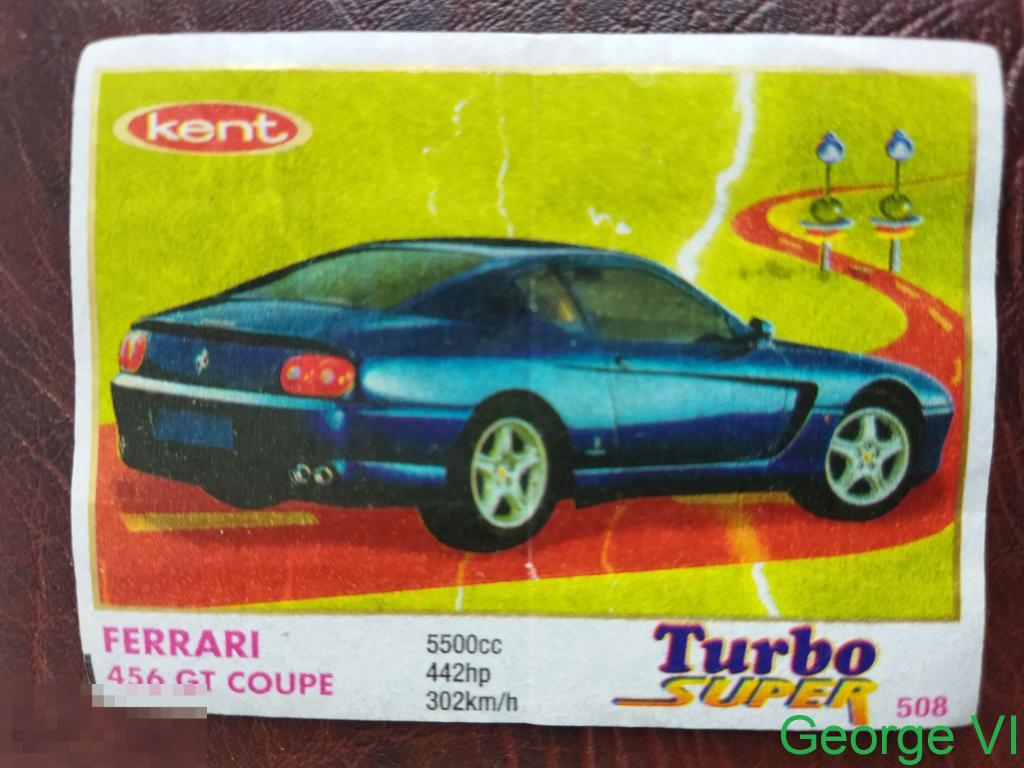 kent
FERRARI
456 GT COUPE
5500cc
442hp
302km/h
Turbo
SUPER
508
George VI